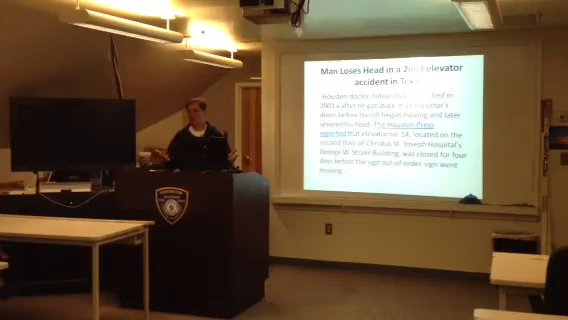 Man Loses Head in a 2003 elevator
accident in Texas
Houston doctor, died in
2003 a after he got stuck in an elevator's
doors before the lift began moving and later
severed his head. The Houston Press
reported that elevator no. 14, located on the
second floor of Christus St. Joseph Hospital's
George W. Strake Building, was closed for four
days before the sign out-of-order sign went
missing.